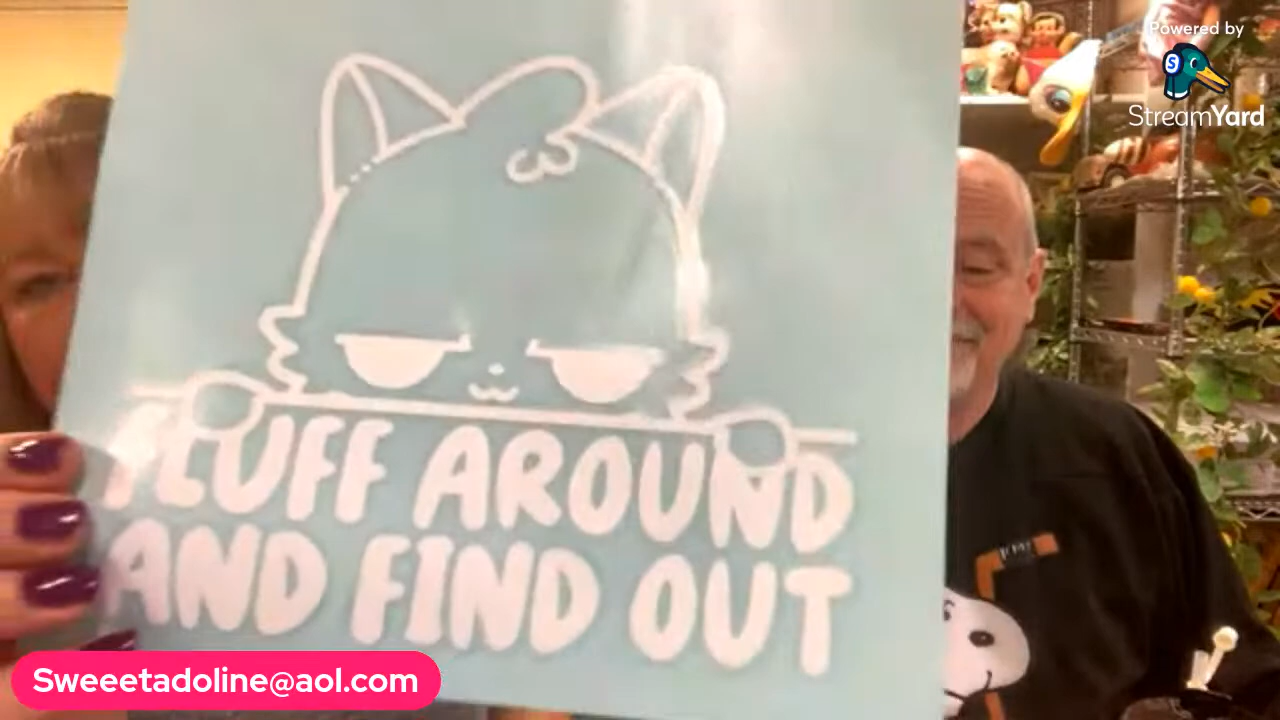 Powered by
StreamYard
FLUFF AROUND
AND FIND OUT
Sweeetadoline@aol.com